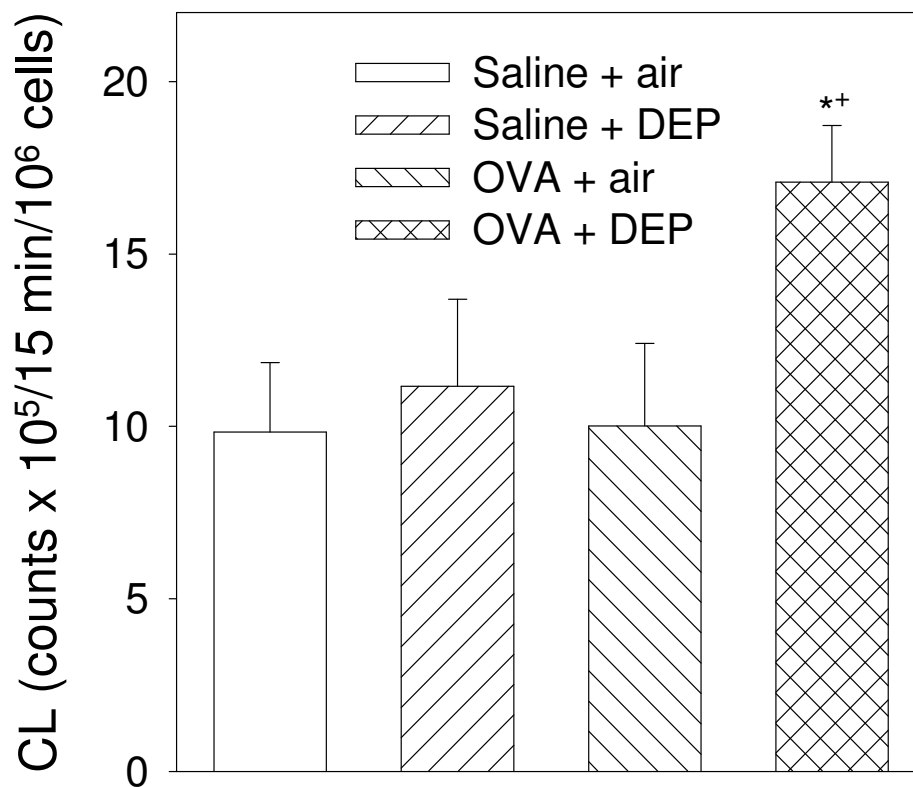 CL (counts x 10⁵/15 min/10⁶ cells)
20
15
10
5
0
Saline + air
Saline + DEP
OVA + air
OVA + DEP
*⁺